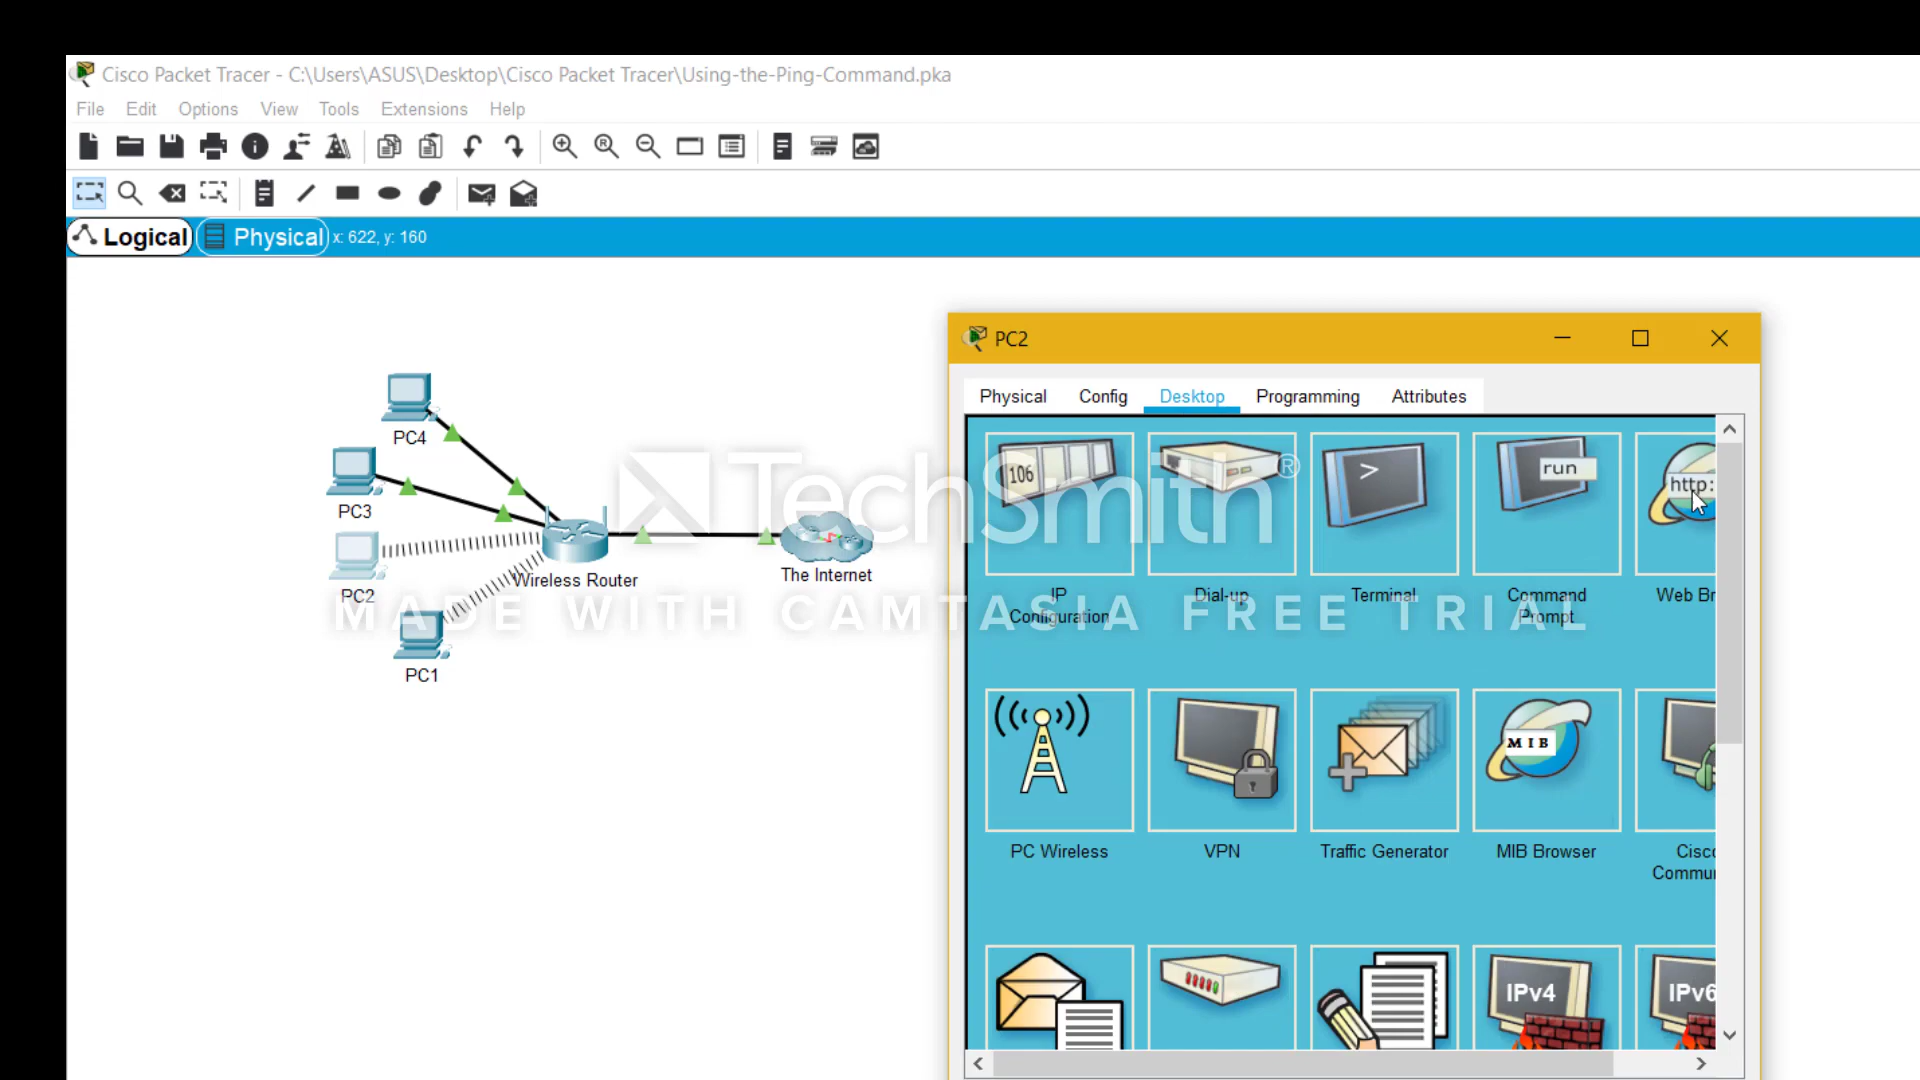 Cisco Packet Tracer - C:\Users\ASUS\Desktop\Cisco Packet Tracer\Using-the-Ping-Command.pka
File Edit Options View Tools Extensions Help
Logical Physical x: 622, y: 160
PC2
Physical Config Desktop Programming Attributes
PC4
PC3
PC2
PC1
Wireless Router
The Internet
106
>
run
http:
IP Configuration
Dial-up
Terminal
Command Prompt
Web Br
MIB
PC Wireless
VPN
Traffic Generator
MIB Browser
Cisc
Commu
IPv4
IPv6
TechSmith®
MADE WITH CAMTASIA FREE TRIAL